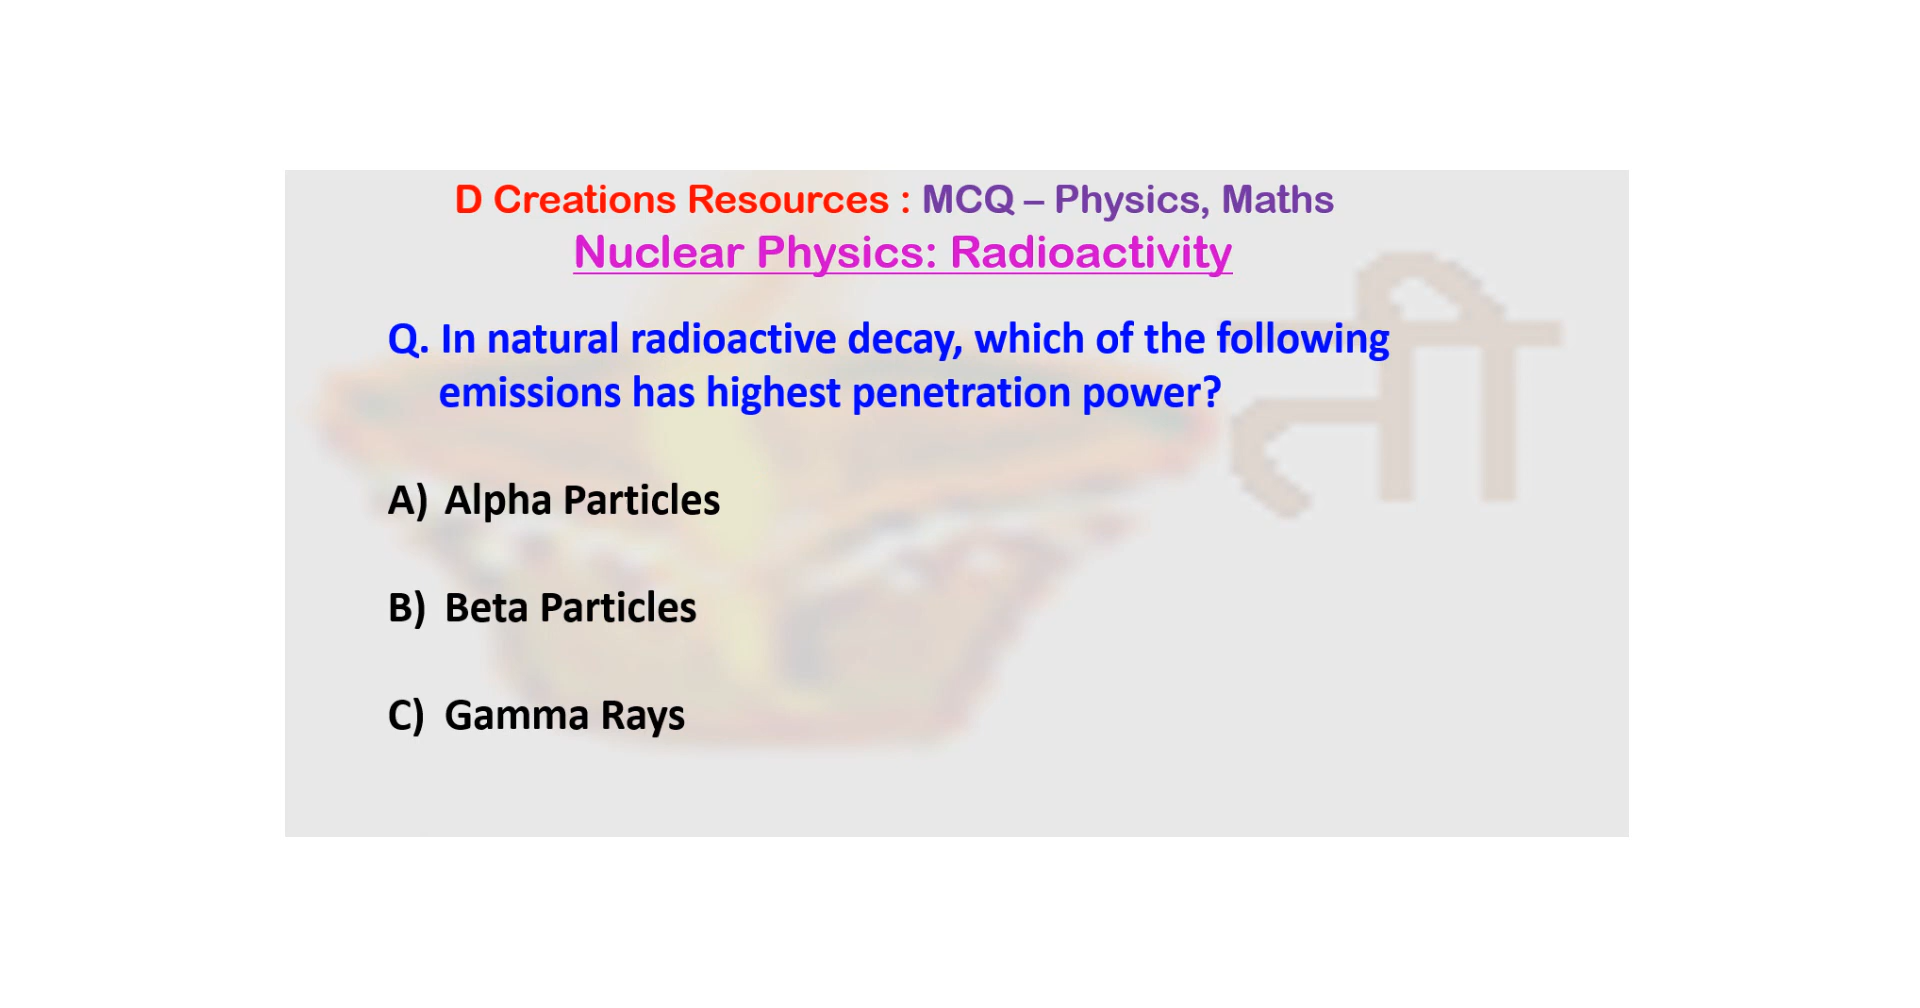 D Creations Resources : MCQ – Physics, Maths
Nuclear Physics: Radioactivity
Q. In natural radioactive decay, which of the following
emissions has highest penetration power?
ती
A) Alpha Particles
B) Beta Particles
C) Gamma Rays